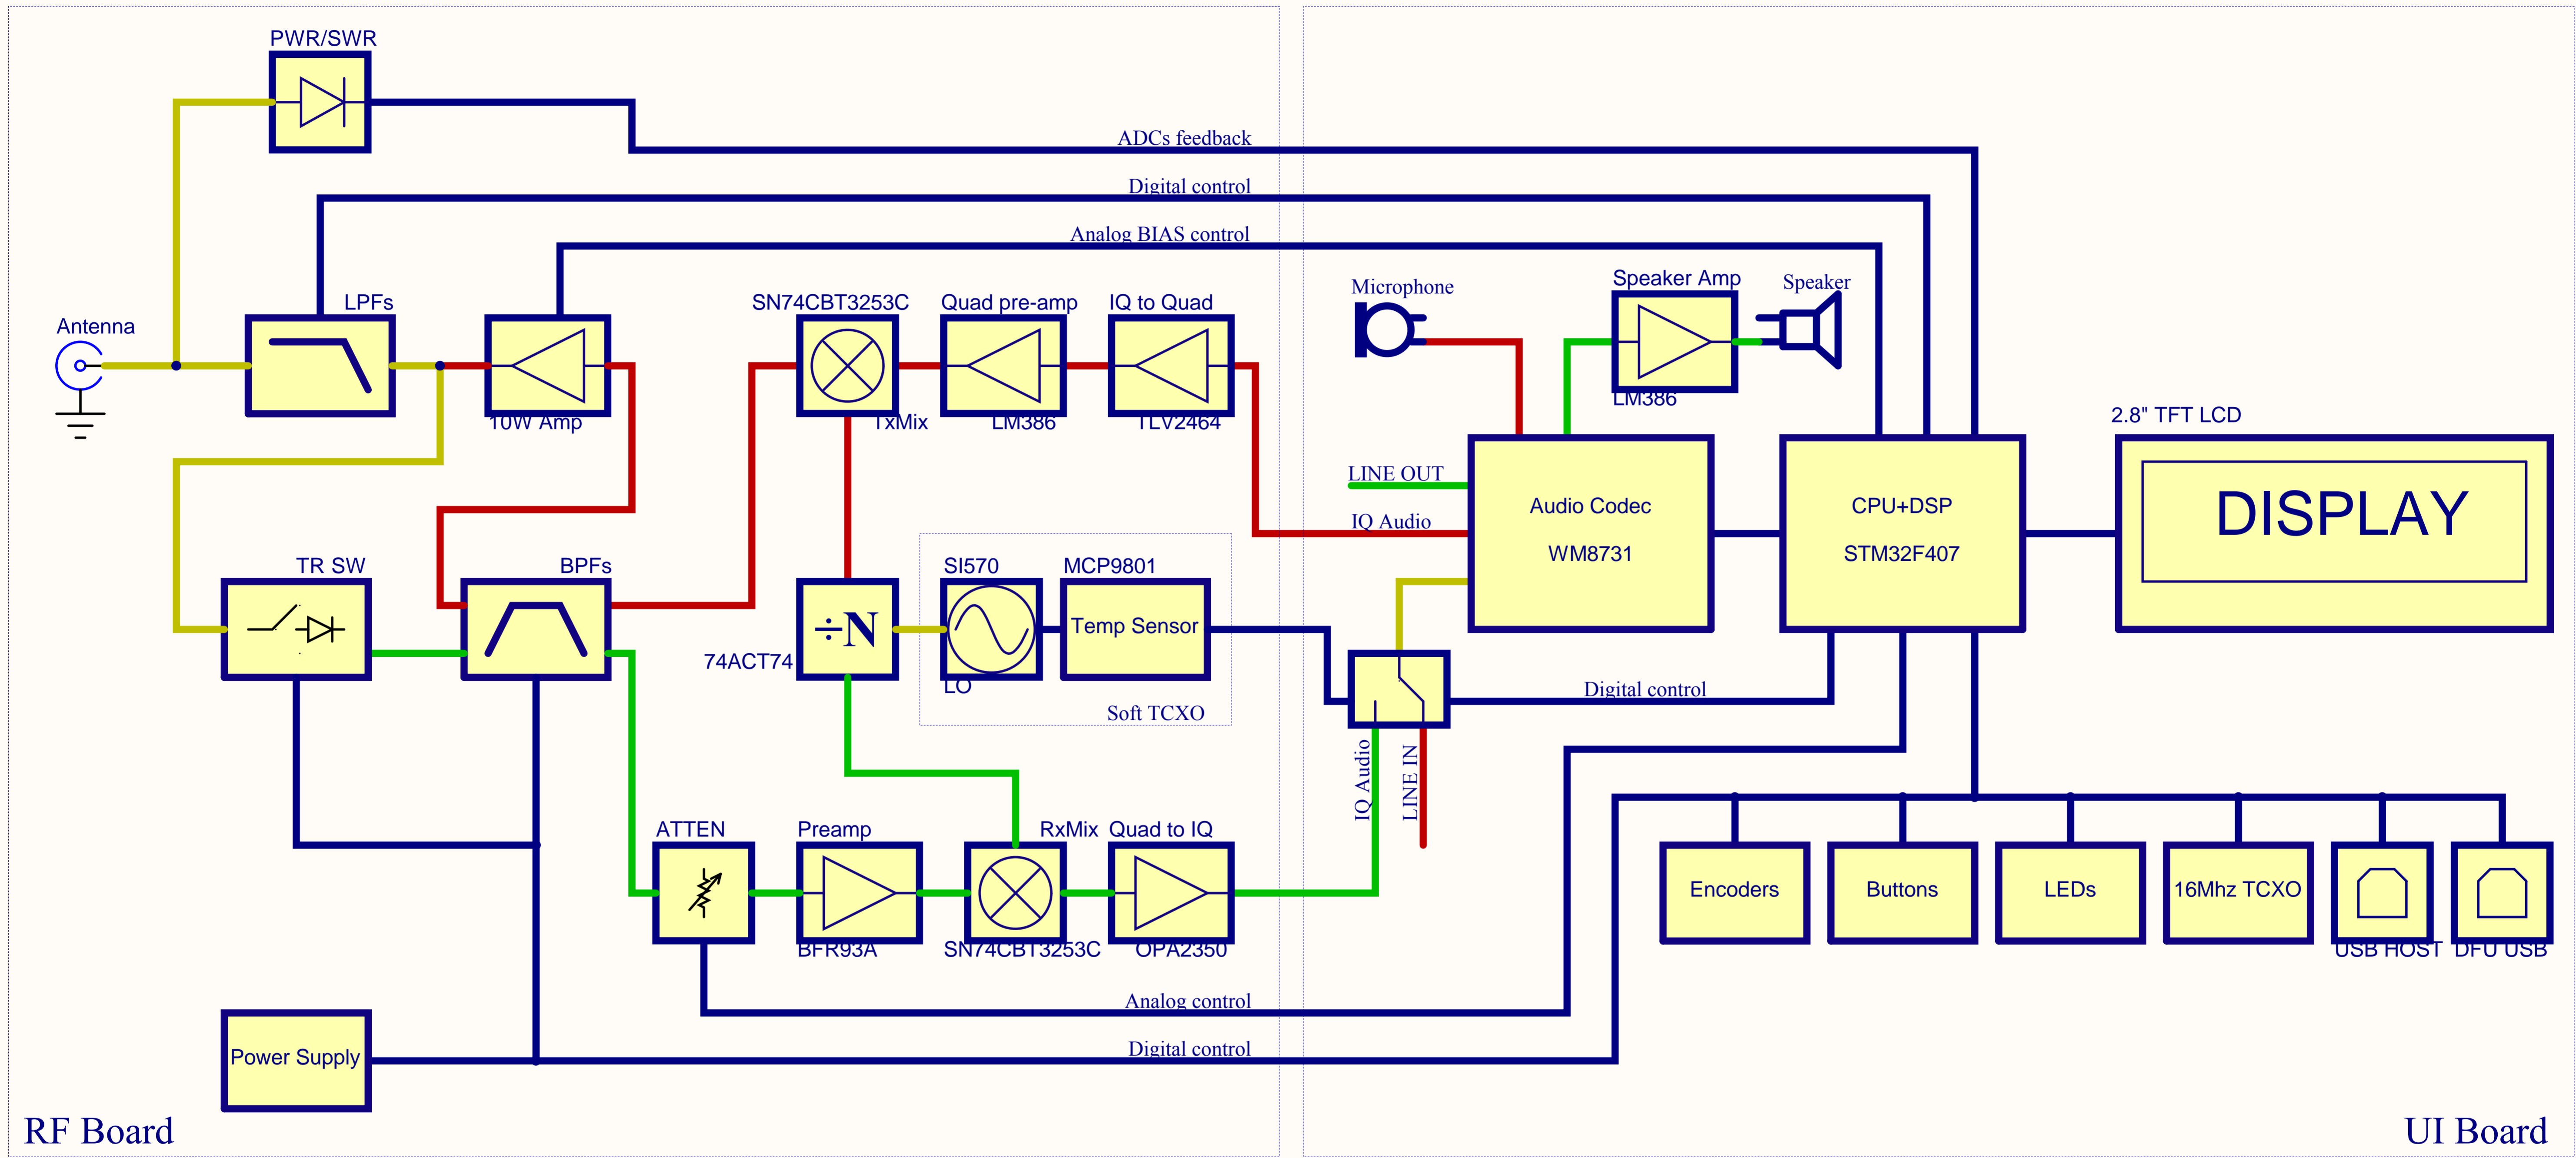 PWR/SWR
ADCs feedback
Digital control
Analog BIAS control
Antenna
LPFs
10W Amp
SN74CBT3253C
TxMix
Quad pre-amp
LM386
IQ to Quad
TLV2464
Microphone
Speaker Amp
LM386
Speaker
2.8" TFT LCD
DISPLAY
LINE OUT
IQ Audio
Audio Codec
WM8731
CPU+DSP
STM32F407
TR SW
BPFs
÷N
74ACT74
SI570
LO
MCP9801
Temp Sensor
Soft TCXO
Digital control
IQ Audio
LINE IN
ATTEN
Preamp
BFR93A
RxMix
SN74CBT3253C
Quad to IQ
OPA2350
Encoders
Buttons
LEDs
16Mhz TCXO
USB HOST
DFU USB
Analog control
Power Supply
Digital control
RF Board
UI Board